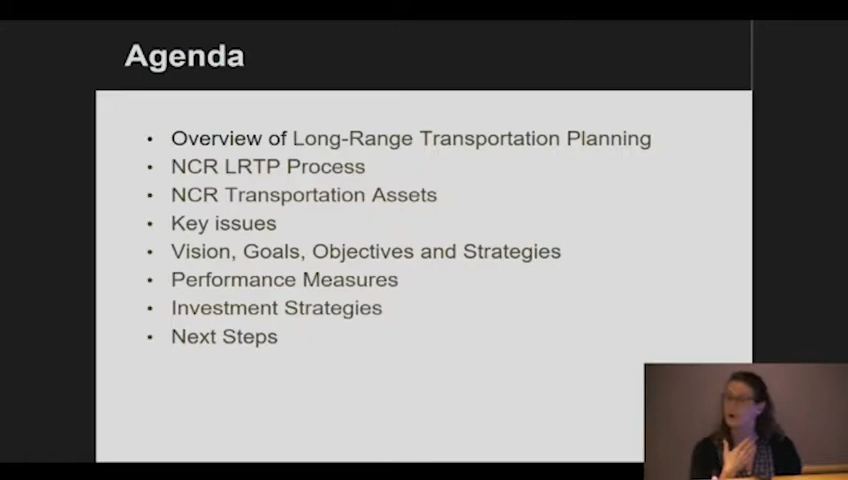 Agenda
• Overview of Long-Range Transportation Planning
• NCR LRTP Process
• NCR Transportation Assets
• Key issues
• Vision, Goals, Objectives and Strategies
• Performance Measures
• Investment Strategies
• Next Steps